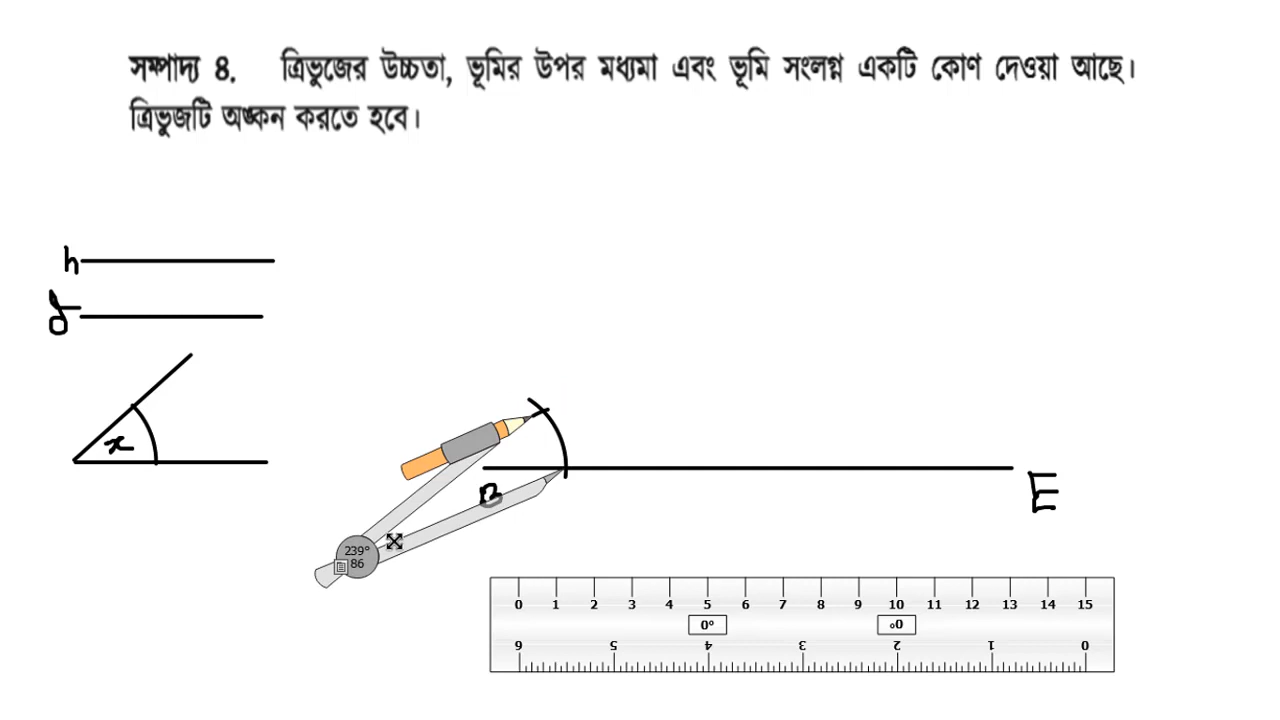 সম্পাদ্য ৪. ত্রিভুজের উচ্চতা, ভূমির উপর মধ্যমা এবং ভূমি সংলগ্ন একটি কোণ দেওয়া আছে।
ত্রিভুজটি অঙ্কন করতে হবে।
h
d
x
B
E
239°
86
0 1 2 3 4 5 6 7 8 9 10 11 12 13 14 15
0° 0°
6 5 4 3 2 1 0